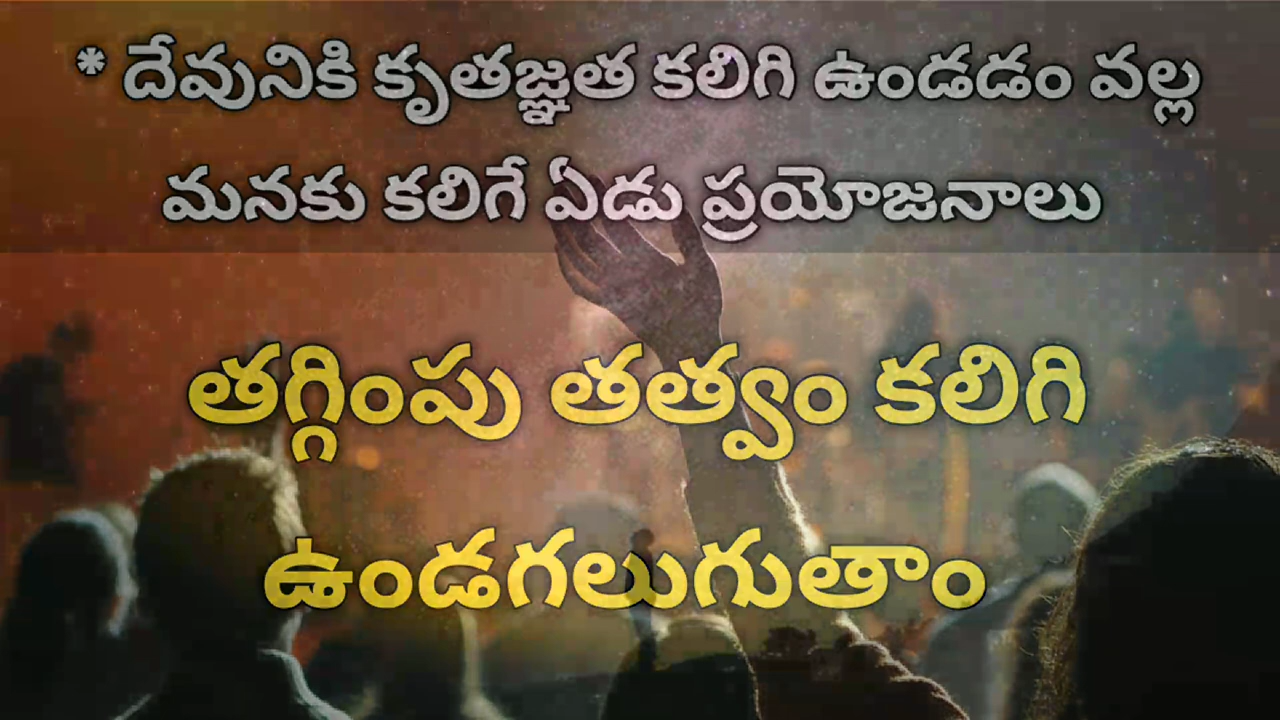 * దేవునికి కృతజ్ఞత కలిగి ఉండడం వల్ల
మనకు కలిగే ఏడు ప్రయోజనాలు
తగ్గింపు తత్వం కలిగి
ఉండగలుగుతాం